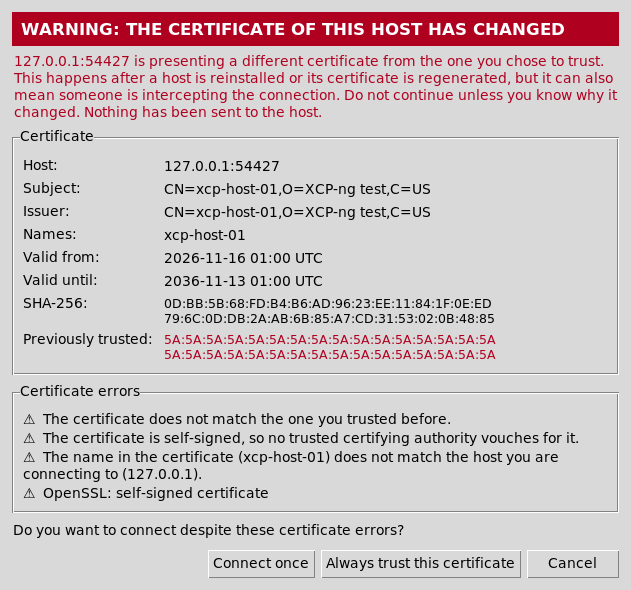 WARNING: THE CERTIFICATE OF THIS HOST HAS CHANGED
127.0.0.1:54427 is presenting a different certificate from the one you chose to trust.
This happens after a host is reinstalled or its certificate is regenerated, but it can also
mean someone is intercepting the connection. Do not continue unless you know why it
changed. Nothing has been sent to the host.
Certificate
Host: 127.0.0.1:54427
Subject: CN=xcp-host-01,O=XCP-ng test,C=US
Issuer: CN=xcp-host-01,O=XCP-ng test,C=US
Names: xcp-host-01
Valid from: 2026-11-16 01:00 UTC
Valid until: 2036-11-13 01:00 UTC
SHA-256: 0D:BB:5B:68:FD:B4:B6:AD:96:23:EE:11:84:1F:0E:ED
79:6C:0D:DB:2A:AB:6B:85:A7:CD:31:53:02:0B:48:85
Previously trusted: 5A:5A:5A:5A:5A:5A:5A:5A:5A:5A:5A:5A:5A:5A:5A:5A
5A:5A:5A:5A:5A:5A:5A:5A:5A:5A:5A:5A:5A:5A:5A:5A
Certificate errors
⚠ The certificate does not match the one you trusted before.
⚠ The certificate is self-signed, so no trusted certifying authority vouches for it.
⚠ The name in the certificate (xcp-host-01) does not match the host you are
connecting to (127.0.0.1).
⚠ OpenSSL: self-signed certificate
Do you want to connect despite these certificate errors?
Connect once Always trust this certificate Cancel